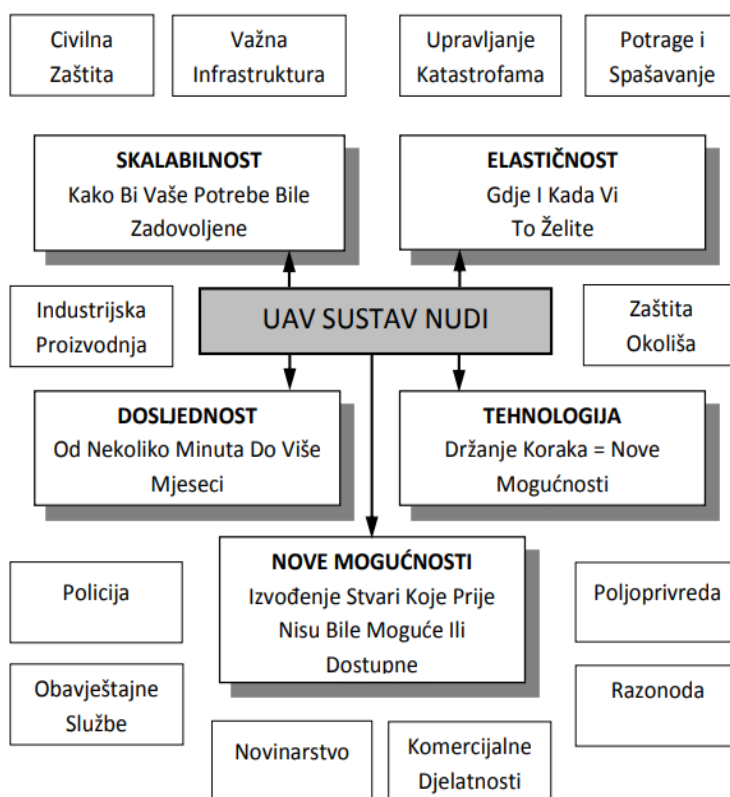 Civilna
Zaštita
Važna
Infrastruktura
Upravljanje
Katastrofama
Potrage i
Spašavanje
SKALABILNOST
Kako Bi Vaše Potrebe Bile
Zadovoljene
ELASTIČNOST
Gdje I Kada Vi
To Želite
Industrijska
Proizvodnja
UAV SUSTAV NUDI
Zaštita
Okoliša
DOSLJEDNOST
Od Nekoliko Minuta Do Više
Mjeseci
TEHNOLOGIJA
Držanje Koraka = Nove
Mogućnosti
NOVE MOGUĆNOSTI
Izvođenje Stvari Koje Prije
Nisu Bile Moguće Ili
Dostupne
Policija
Poljoprivreda
Obavještajne
Službe
Razonoda
Novinarstvo
Komercijalne
Djelatnosti